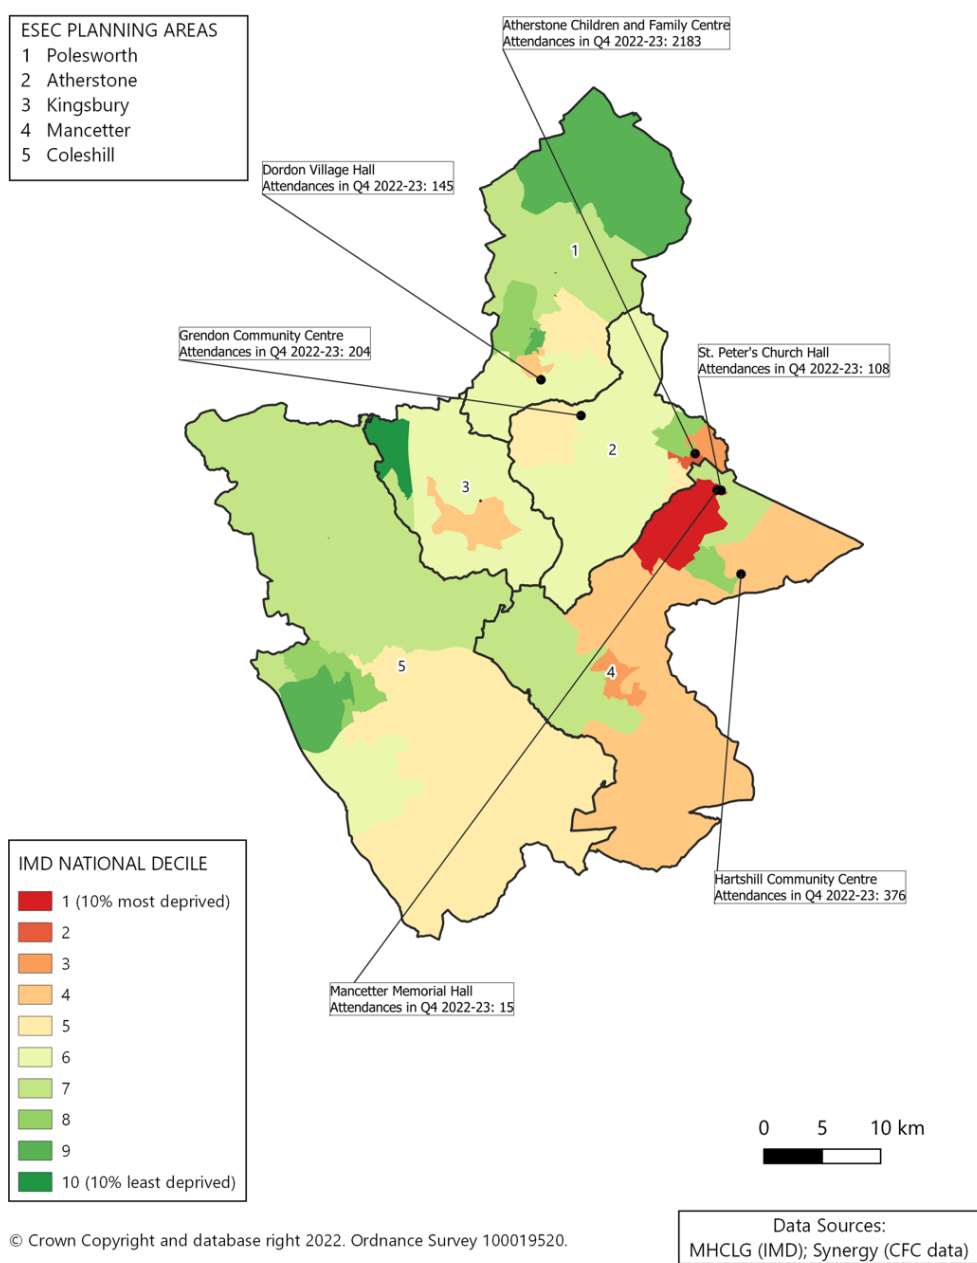 ESEC PLANNING AREAS
1 Polesworth
2 Atherstone
3 Kingsbury
4 Mancetter
5 Coleshill
Atherstone Children and Family Centre
Attendances in Q4 2022-23: 2183
Dordon Village Hall
Attendances in Q4 2022-23: 145
1
Grendon Community Centre
Attendances in Q4 2022-23: 204
St. Peter's Church Hall
Attendances in Q4 2022-23: 108
2
3
5
4
IMD NATIONAL DECILE
1 (10% most deprived)
2
3
4
5
6
7
8
9
10 (10% least deprived)
Hartshill Community Centre
Attendances in Q4 2022-23: 376
Mancetter Memorial Hall
Attendances in Q4 2022-23: 15
0 5 10 km
© Crown Copyright and database right 2022. Ordnance Survey 100019520.
Data Sources:
MHCLG (IMD); Synergy (CFC data)